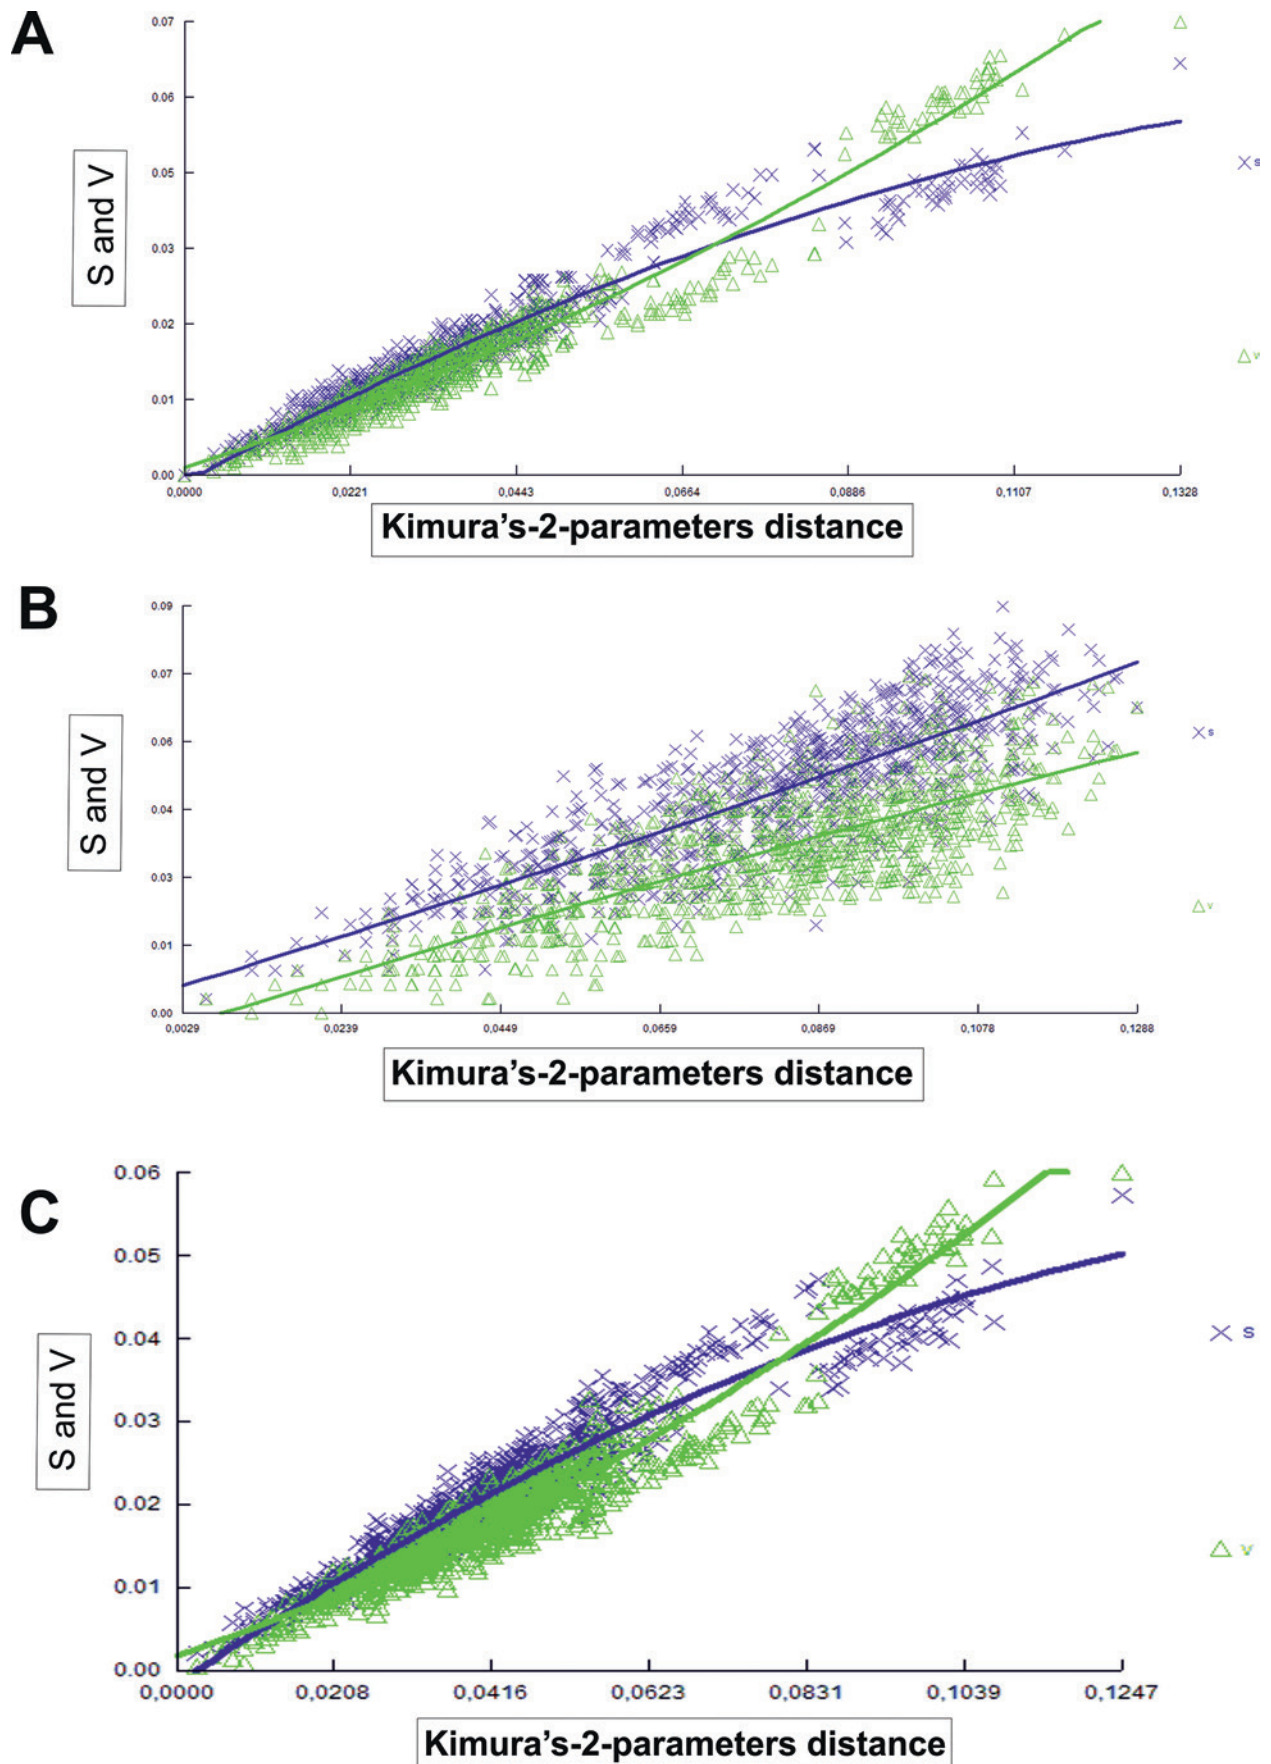 A
0.07
0.06
0.05
0.03
0.02
0.01
0.00
S and V
s
v
0,0000 0,0221 0,0443 0,0664 0,0886 0,1107 0,1328
Kimura's-2-parameters distance
B
0.09
0.07
0.06
0.04
0.03
0.01
0.00
S and V
s
v
0,0029 0,0239 0,0449 0,0659 0,0869 0,1078 0,1288
Kimura's-2-parameters distance
C
0.06
0.05
0.04
0.03
0.02
0.01
0.00
S and V
s
v
0,0000 0,0208 0,0416 0,0623 0,0831 0,1039 0,1247
Kimura's-2-parameters distance